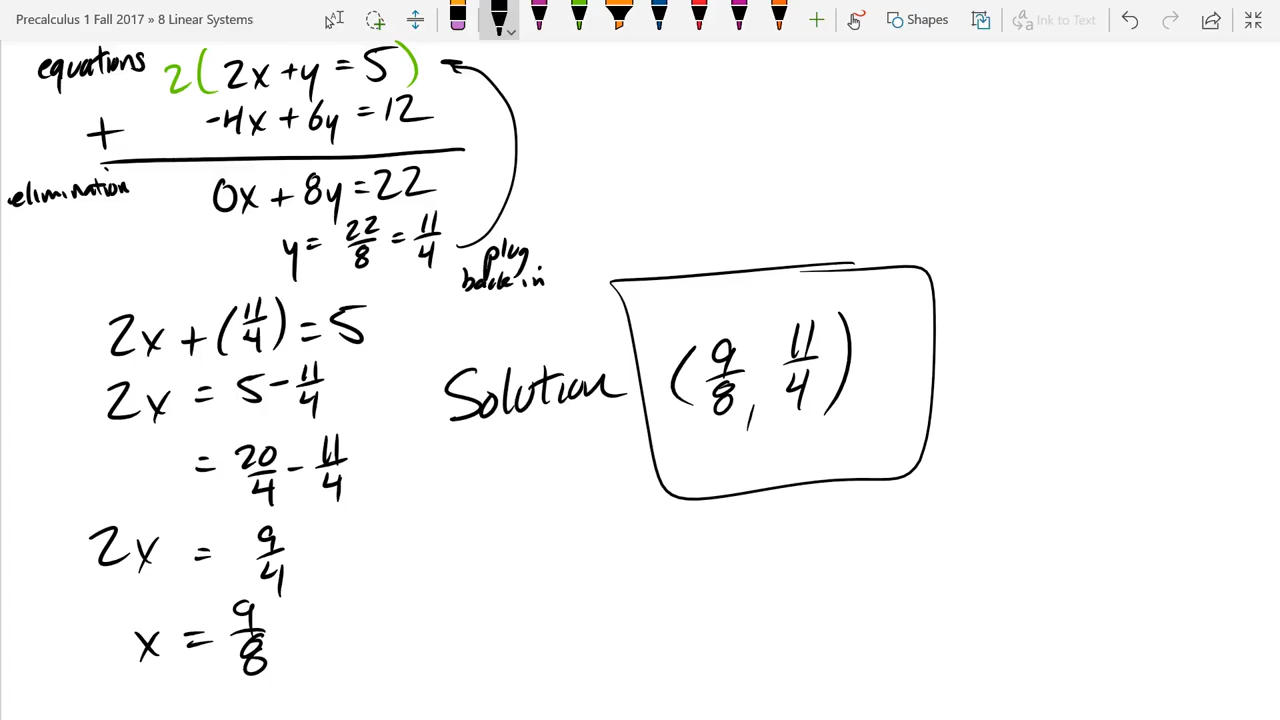 Precalculus 1 Fall 2017 » 8 Linear Systems
Shapes
Ink to Text
equations 2(2x+y=5)
+ -4x+6y=12
elimination 0x+8y=22
y= 22/8 = 11/4
plug
back in
2x+(11/4)=5
2x = 5-11/4
= 20/4 - 11/4
2x = 9/4
x = 9/8
Solution (9/8, 11/4)